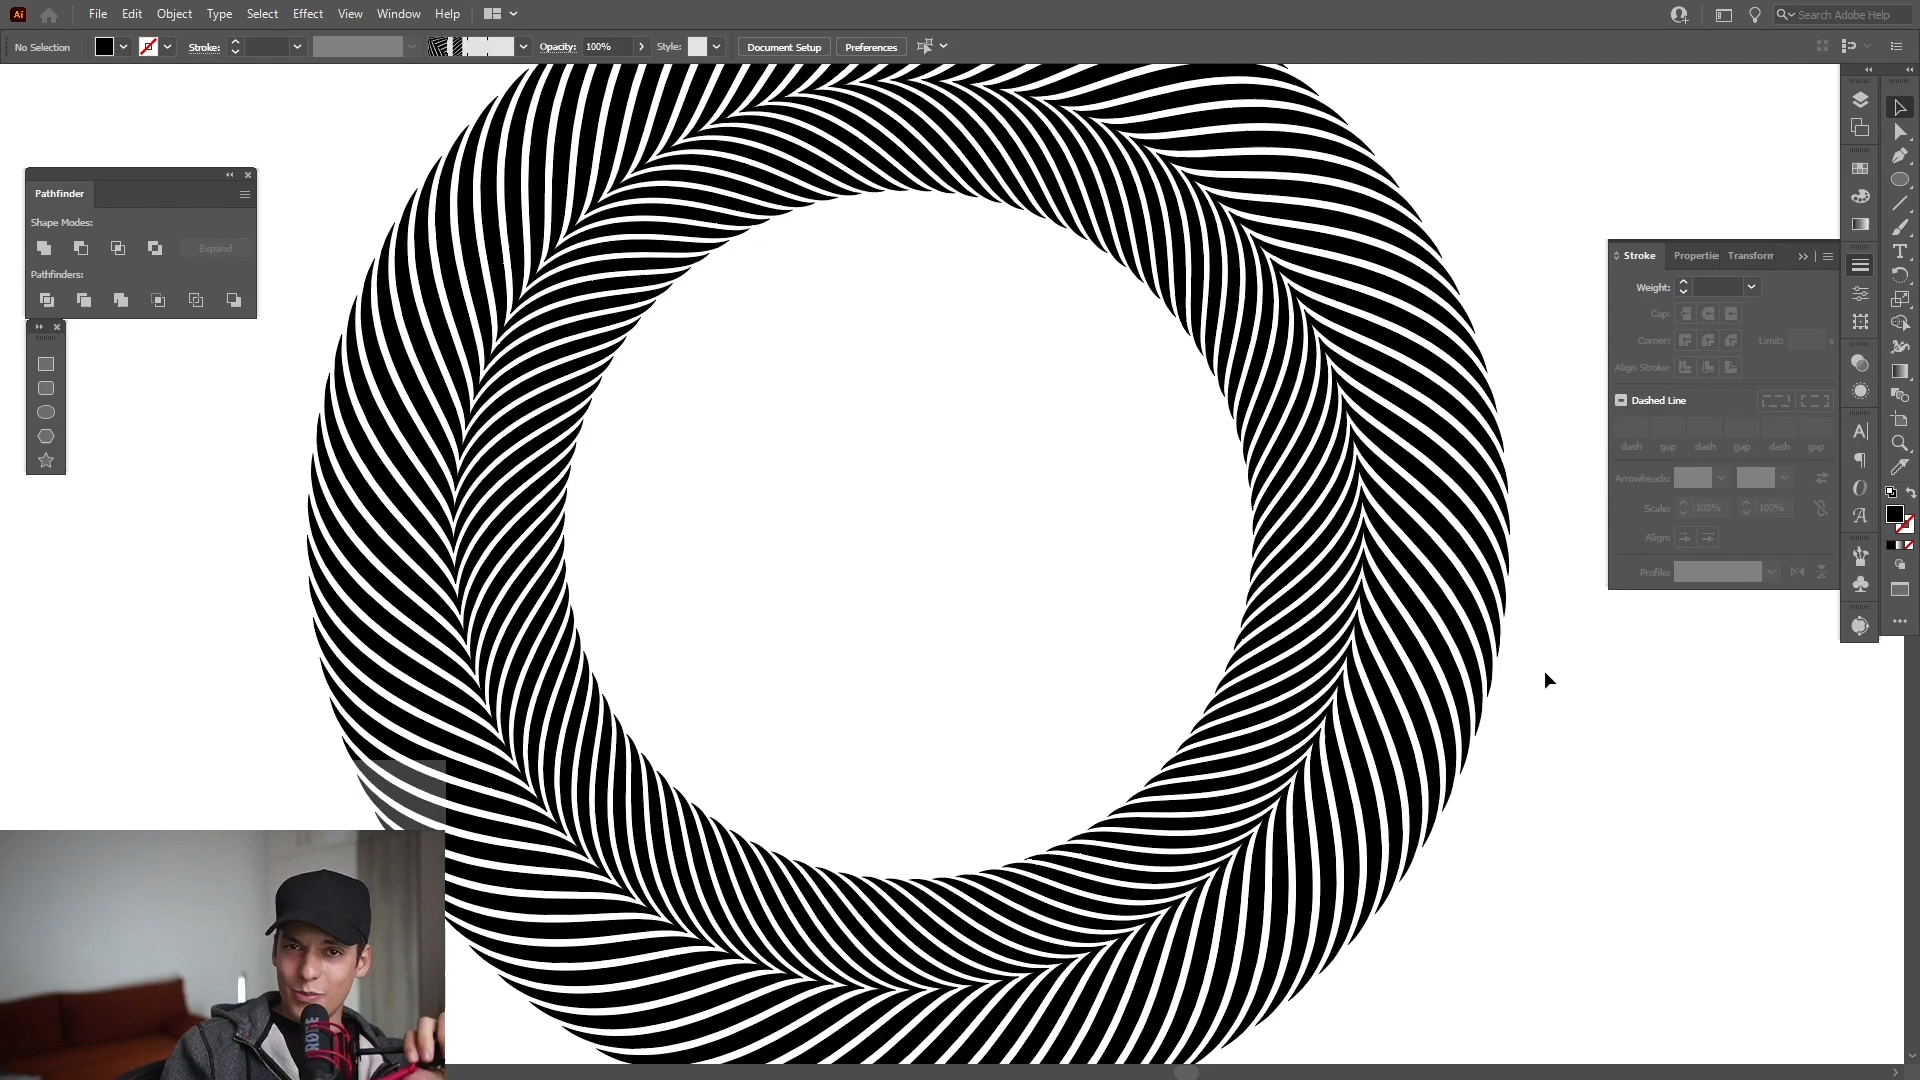 Ai File Edit Object Type Select Effect View Window Help Search Adobe Help
No Selection Stroke: Opacity: 100% Style: Document Setup Preferences
Pathfinder
Shape Modes:
Expand
Pathfinders:
Stroke Properties Transform
Weight:
Cap:
Corner: Limit: x
Align Stroke:
Dashed Line
dash gap dash gap dash gap
Arrowheads:
Scale: 100% 100%
Align:
Profile:
RØDE